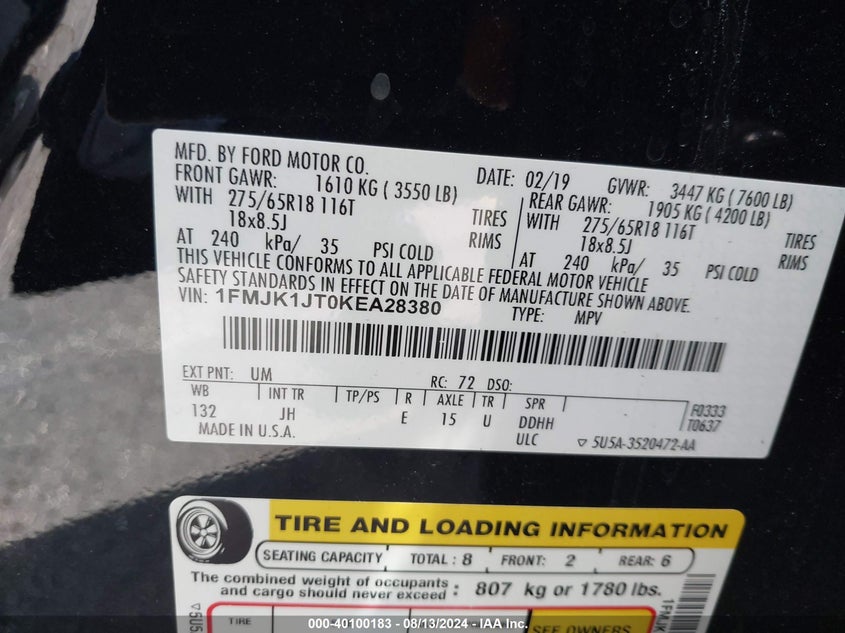 MFD. BY FORD MOTOR CO.
DATE: 02/19
GVWR: 3447 KG (7600 LB)
FRONT GAWR: 1610 KG (3550 LB)
WITH 275/65R18 116T TIRES
18x8.5J RIMS
AT 240 kPa/ 35 PSI COLD
REAR GAWR: 1905 KG (4200 LB)
WITH 275/65R18 116T TIRES
18x8.5J RIMS
AT 240 kPa/ 35 PSI COLD
THIS VEHICLE CONFORMS TO ALL APPLICABLE FEDERAL MOTOR VEHICLE
SAFETY STANDARDS IN EFFECT ON THE DATE OF MANUFACTURE SHOWN ABOVE.
VIN: 1FMJK1JT0KEA28380
TYPE: MPV
EXT PNT: UM RC: 72 DSO:
WB INT TR TP/PS R AXLE TR SPR
132 JH E 15 U DDHH
F0333
T0637
MADE IN U.S.A. ULC ▽ 5U5A-3520472-AA
TIRE AND LOADING INFORMATION
SEATING CAPACITY TOTAL : 8 FRONT: 2 REAR: 6
The combined weight of occupants
and cargo should never exceed : 807 kg or 1780 lbs.
TIRE
SEE OWNERS
▽5U5
1FMJK
000-40100183 - 08/13/2024 - IAA Inc.